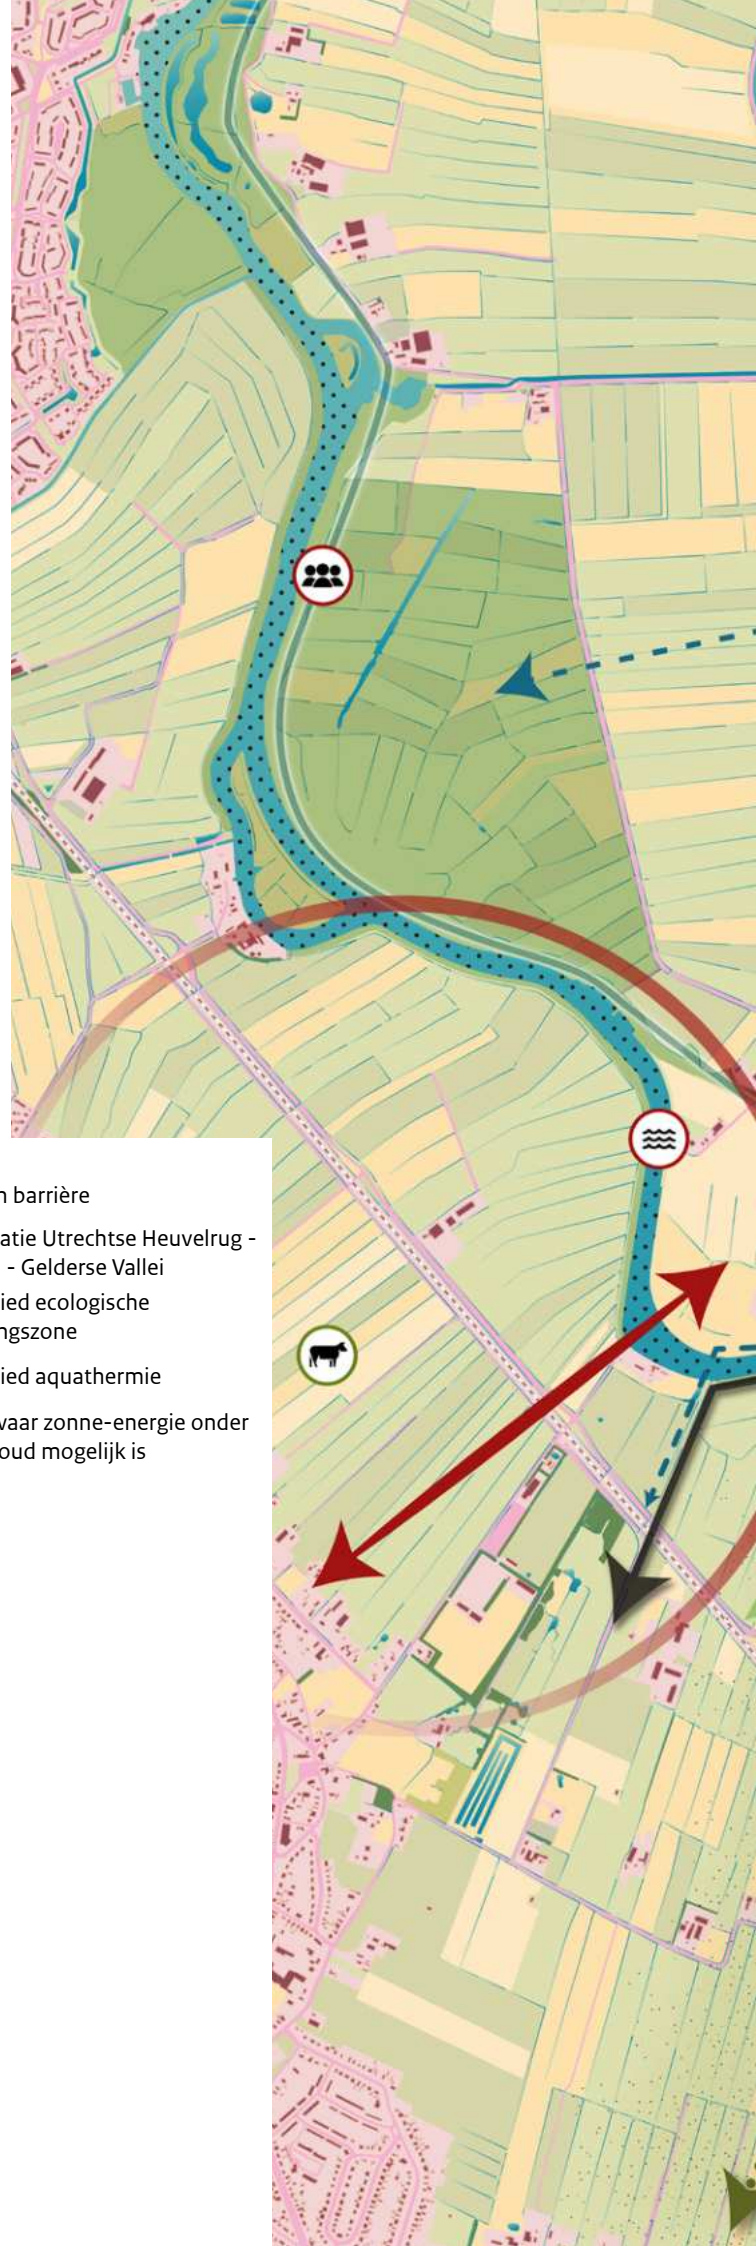 n barrière
atie Utrechtse Heuvelrug -
- Gelderse Vallei
ied ecologische
ngszone
ied aquathermie
waar zonne-energie onder
oud mogelijk is